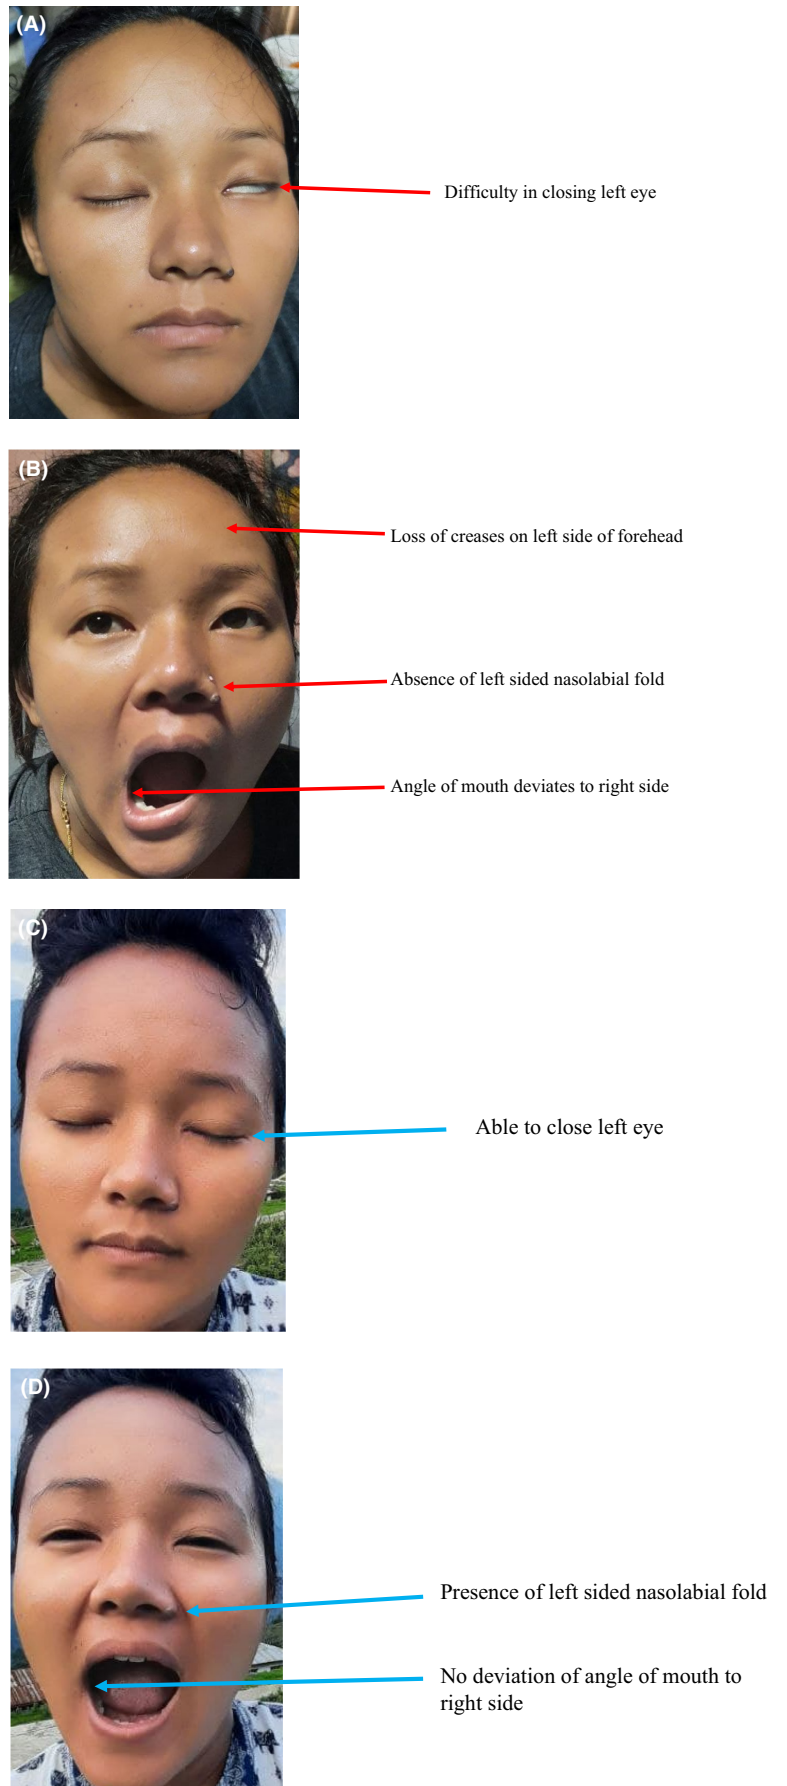 (A)
Difficulty in closing left eye
(B)
Loss of creases on left side of forehead
Absence of left sided nasolabial fold
Angle of mouth deviates to right side
(C)
Able to close left eye
(D)
Presence of left sided nasolabial fold
No deviation of angle of mouth to
right side